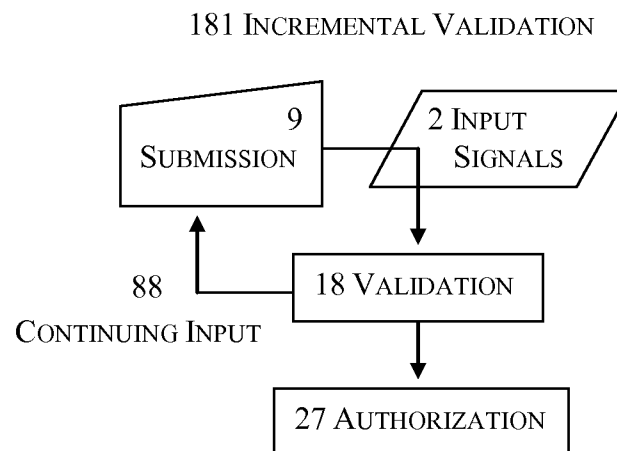 181 INCREMENTAL VALIDATION
9
SUBMISSION
2 INPUT
SIGNALS
88
CONTINUING INPUT
18 VALIDATION
27 AUTHORIZATION